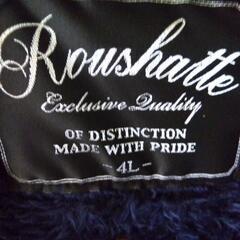 Roushatte
Exclusive Quality
OF DISTINCTION
MADE WITH PRIDE
- 4L -